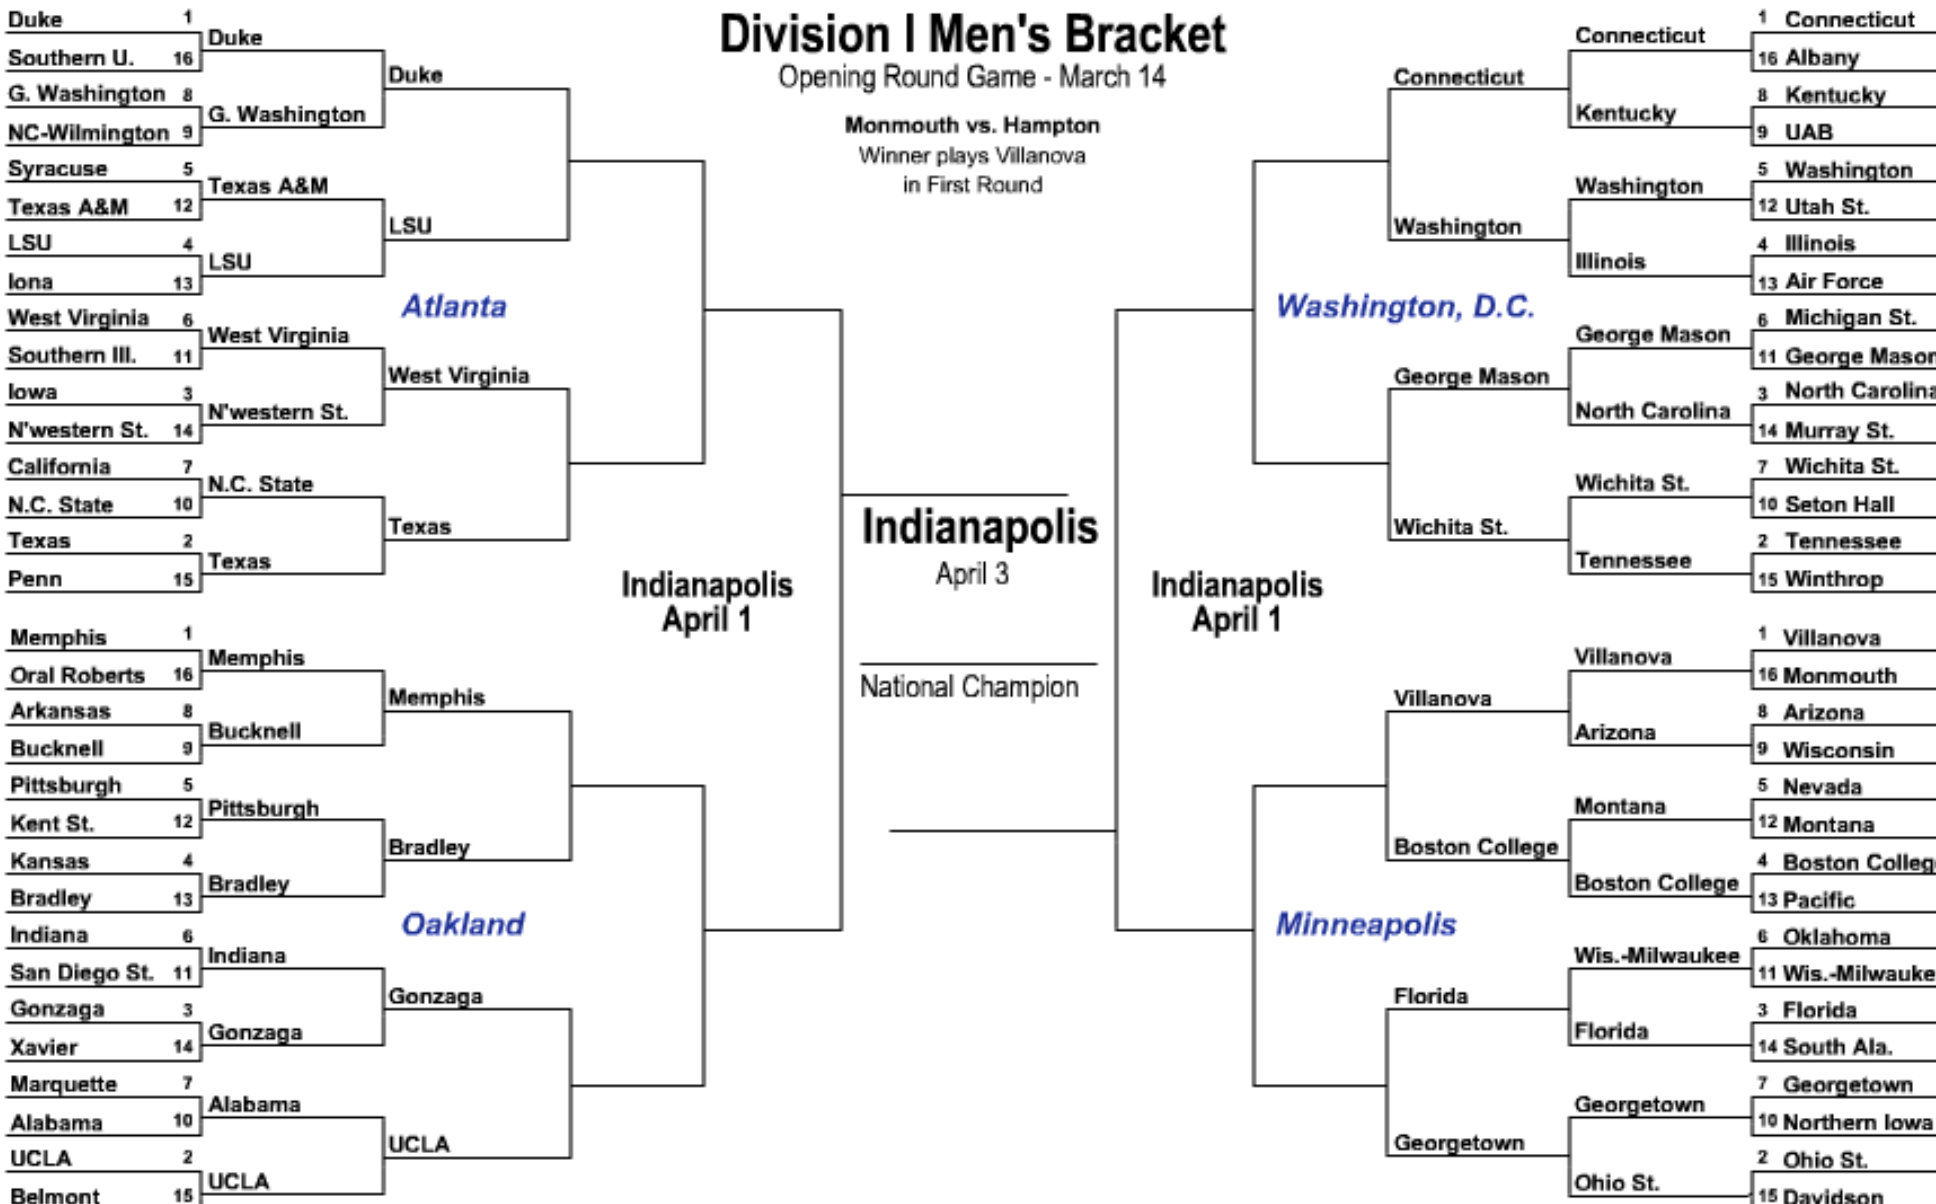 Division I Men's Bracket
Opening Round Game - March 14
Monmouth vs. Hampton
Winner plays Villanova
in First Round
Duke 1
Southern U. 16
G. Washington 8
NC-Wilmington 9
Syracuse 5
Texas A&M 12
LSU 4
Iona 13
West Virginia 6
Southern Ill. 11
Iowa 3
N'western St. 14
California 7
N.C. State 10
Texas 2
Penn 15
Duke
G. Washington
Texas A&M
LSU
West Virginia
N'western St.
N.C. State
Texas
Duke
LSU
West Virginia
Texas
Atlanta
Memphis 1
Oral Roberts 16
Arkansas 8
Bucknell 9
Pittsburgh 5
Kent St. 12
Kansas 4
Bradley 13
Indiana 6
San Diego St. 11
Gonzaga 3
Xavier 14
Marquette 7
Alabama 10
UCLA 2
Belmont 15
Memphis
Bucknell
Pittsburgh
Bradley
Indiana
Gonzaga
Alabama
UCLA
Memphis
Bradley
Gonzaga
UCLA
Oakland
Indianapolis
April 1
Indianapolis
April 3
National Champion
Indianapolis
April 1
Connecticut
Washington
George Mason
Wichita St.
Washington, D.C.
Connecticut
Kentucky
Washington
Illinois
George Mason
North Carolina
Wichita St.
Tennessee
1 Connecticut
16 Albany
8 Kentucky
9 UAB
5 Washington
12 Utah St.
4 Illinois
13 Air Force
6 Michigan St.
11 George Mason
3 North Carolina
14 Murray St.
7 Wichita St.
10 Seton Hall
2 Tennessee
15 Winthrop
Villanova
Boston College
Florida
Georgetown
Minneapolis
Villanova
Arizona
Montana
Boston College
Wis.-Milwaukee
Florida
Georgetown
Ohio St.
1 Villanova
16 Monmouth
8 Arizona
9 Wisconsin
5 Nevada
12 Montana
4 Boston Colleg
13 Pacific
6 Oklahoma
11 Wis.-Milwauke
3 Florida
14 South Ala.
7 Georgetown
10 Northern Iowa
2 Ohio St.
15 Davidson